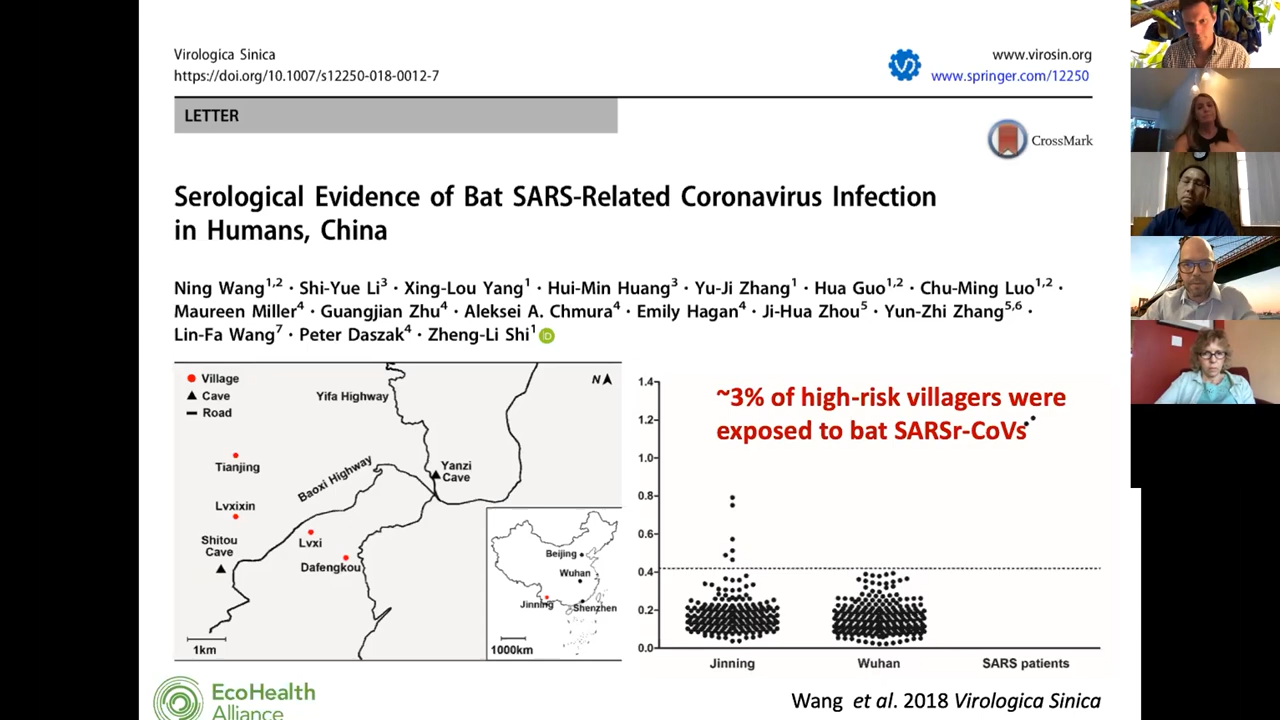 Virologica Sinica
https://doi.org/10.1007/s12250-018-0012-7
www.virosin.org
www.springer.com/12250
LETTER
CrossMark
Serological Evidence of Bat SARS-Related Coronavirus Infection
in Humans, China
Ning Wang1,2 · Shi-Yue Li3 · Xing-Lou Yang1 · Hui-Min Huang3 · Yu-Ji Zhang1 · Hua Guo1,2 · Chu-Ming Luo1,2 ·
Maureen Miller4 · Guangjian Zhu4 · Aleksei A. Chmura4 · Emily Hagan4 · Ji-Hua Zhou5 · Yun-Zhi Zhang5,6 ·
Lin-Fa Wang7 · Peter Daszak4 · Zheng-Li Shi1 iD
Village
Cave
Road
Yifa Highway
N
Tianjing
Baoxi Highway
Yanzi
Cave
Lvxixin
Shitou
Cave
Lvxi
Dafengkou
1km
Beijing
Wuhan
Jinning
Shenzhen
1000km
~3% of high-risk villagers were
exposed to bat SARSr-CoVs
1.4
1.2
1.0
0.8
0.6
0.4
0.2
0.0
Jinning
Wuhan
SARS patients
EcoHealth
Alliance
Wang et al. 2018 Virologica Sinica